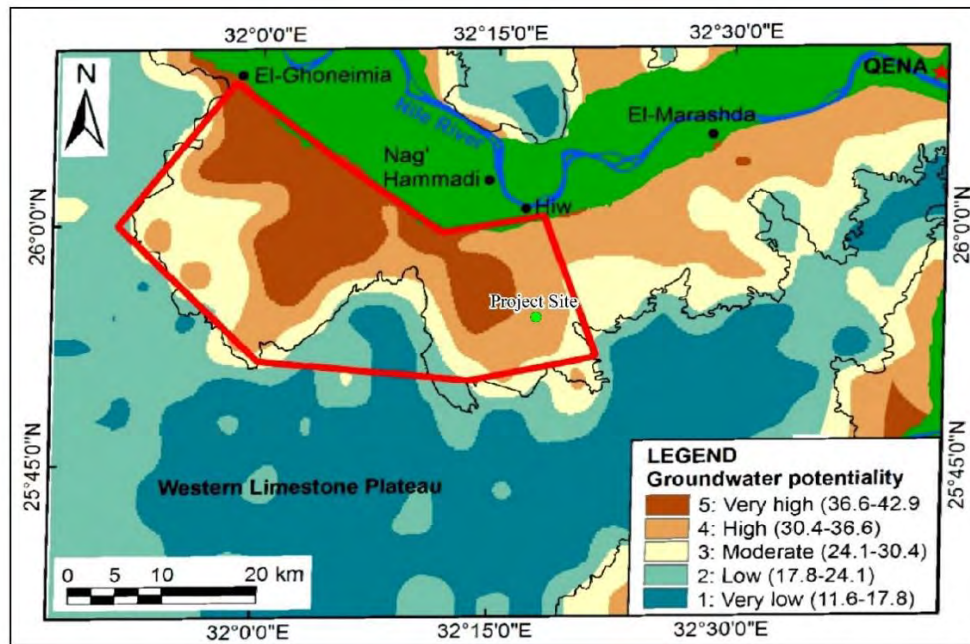 32°0'0"E
32°15'0"E
32°30'0"E
N
El-Ghoneimia
QENA
El-Marashda
Nile River
Nag'
Hammadi
Hiw
26°0'0"N
26°0'0"N
Project Site
25°45'0"N
25°45'0"N
Western Limestone Plateau
LEGEND
Groundwater potentiality
5: Very high (36.6-42.9
4: High (30.4-36.6)
3: Moderate (24.1-30.4)
2: Low (17.8-24.1)
1: Very low (11.6-17.8)
0 5 10 20 km
32°0'0"E
32°15'0"E
32°30'0"E